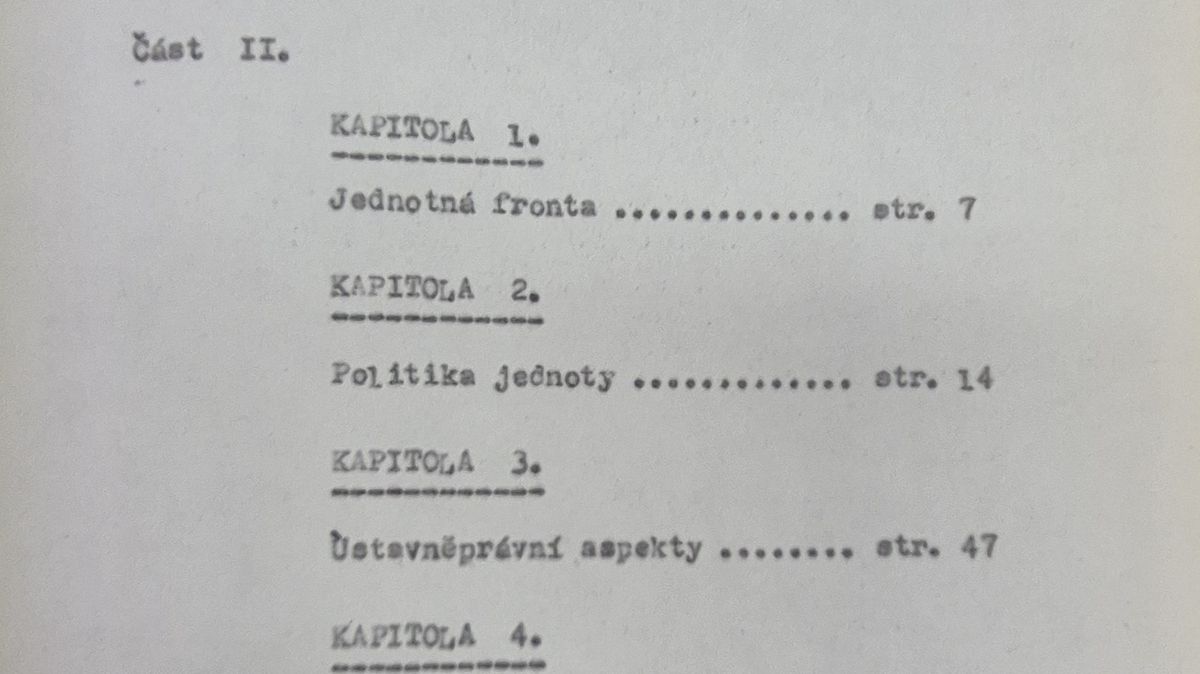 Část II.
KAPITOLA 1.
Jednotná fronta .............. str. 7
KAPITOLA 2.
Politika jednoty ............. str. 14
KAPITOLA 3.
Ústavněprávní aspekty ........ str. 47
KAPITOLA 4.